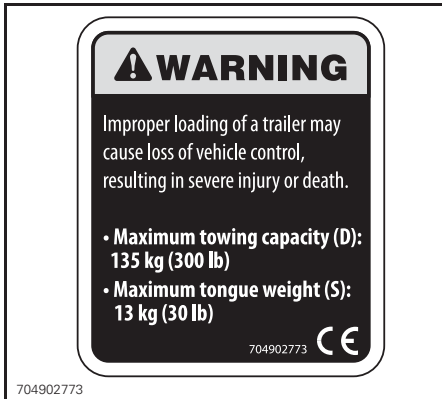 WARNING
Improper loading of a trailer may
cause loss of vehicle control,
resulting in severe injury or death.
• Maximum towing capacity (D):
135 kg (300 lb)
• Maximum tongue weight (S):
13 kg (30 lb)
704902773 CE
704902773